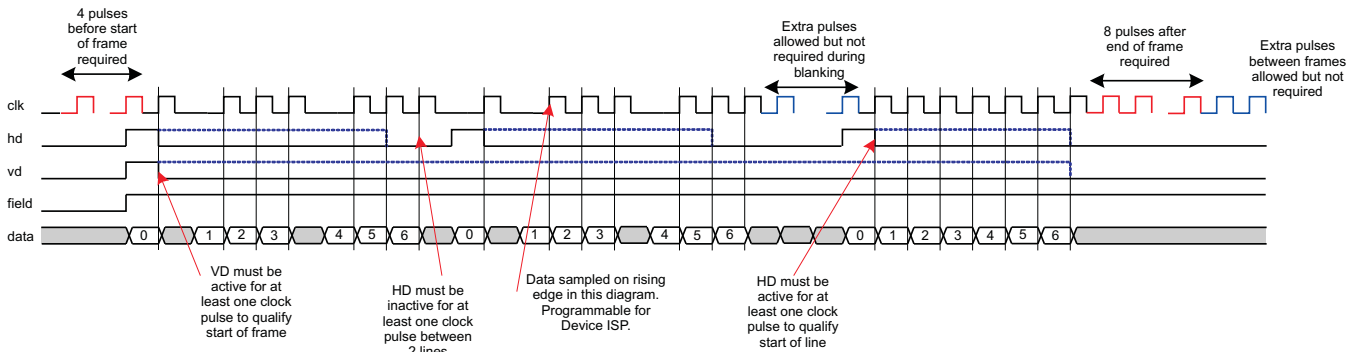 4 pulses
before start
of frame
required
Extra pulses
allowed but not
required during
blanking
8 pulses after
end of frame
required
Extra pulses
between frames
allowed but not
required
clk
hd
vd
field
data
0 1 2 3 4 5 6 0 1 2 3 4 5 6 0 1 2 3 4 5 6
VD must be
active for at
least one clock
pulse to qualify
start of frame
HD must be
inactive for at
least one clock
pulse between
2 lines
Data sampled on rising
edge in this diagram.
Programmable for
Device ISP.
HD must be
active for at
least one clock
pulse to qualify
start of line